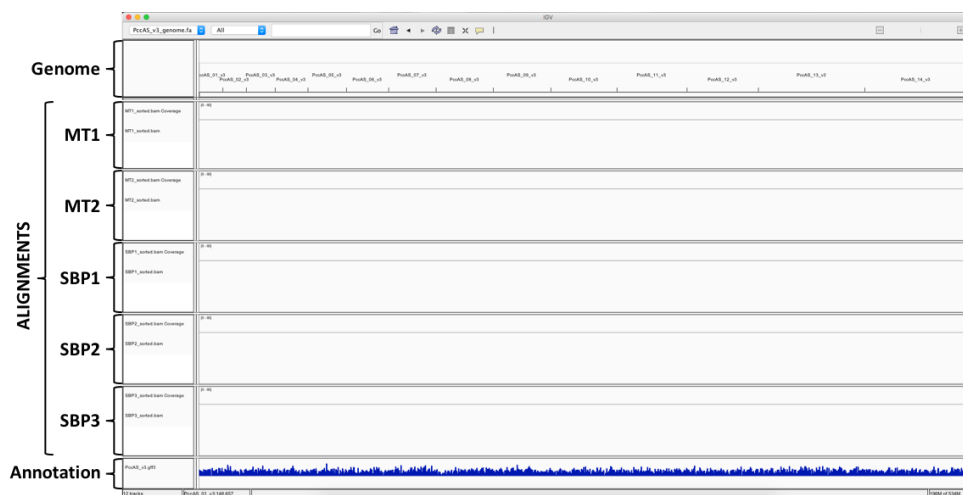 IGV
PccAS_v3_genome.fa All Go
Genome
PccAS_01_v3 PccAS_03_v3 PccAS_05_v3 PccAS_07_v3 PccAS_09_v3 PccAS_11_v3 PccAS_13_v3
PccAS_02_v3 PccAS_04_v3 PccAS_06_v3 PccAS_08_v3 PccAS_10_v3 PccAS_12_v3 PccAS_14_v3
ALIGNMENTS
MT1
MT1_sorted.bam Coverage
MT1_sorted.bam
MT2
MT2_sorted.bam Coverage
MT2_sorted.bam
SBP1
SBP1_sorted.bam Coverage
SBP1_sorted.bam
SBP2
SBP2_sorted.bam Coverage
SBP2_sorted.bam
SBP3
SBP3_sorted.bam Coverage
SBP3_sorted.bam
Annotation
PccAS_v3.gff3
12 tracks